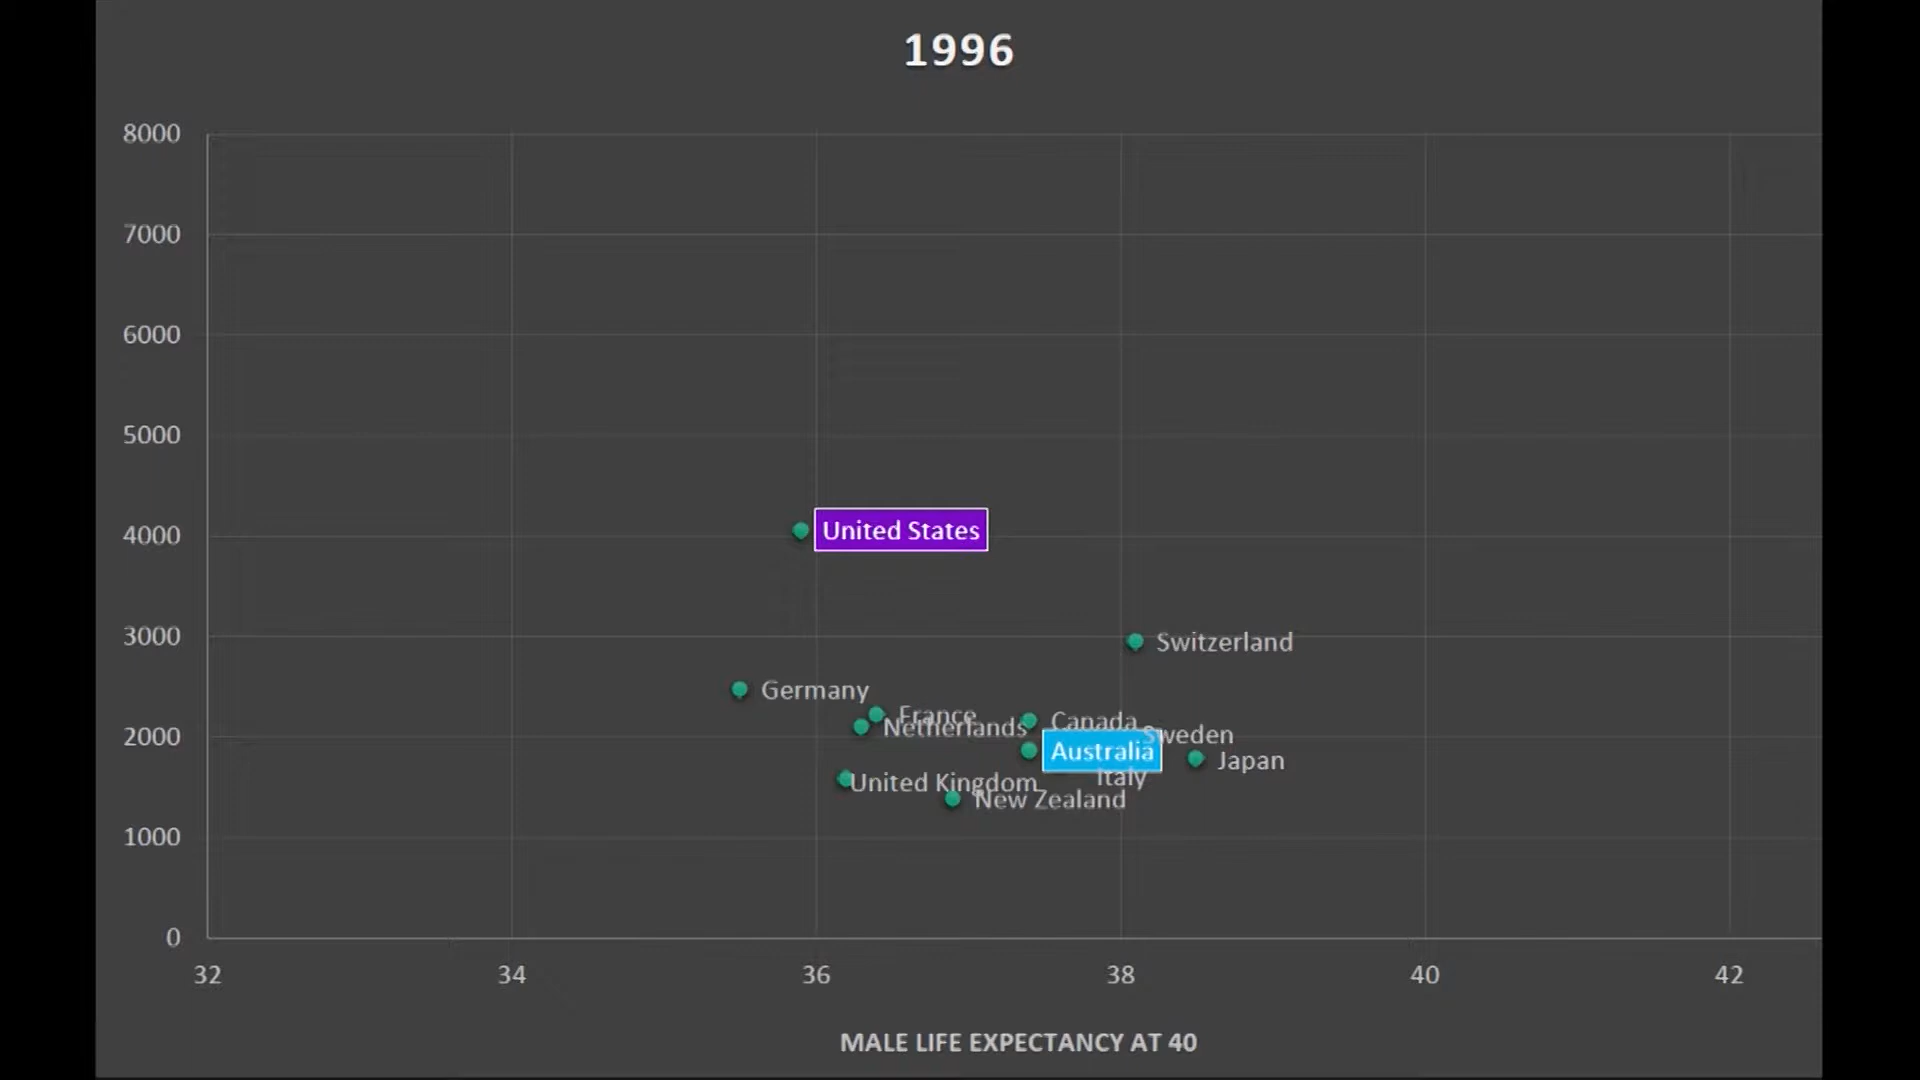 1996
8000
7000
6000
5000
4000
3000
2000
1000
0
United States
Switzerland
Germany
France
Netherlands
Canada
Sweden
Australia
Japan
Italy
United Kingdom
New Zealand
32 34 36 38 40 42
MALE LIFE EXPECTANCY AT 40